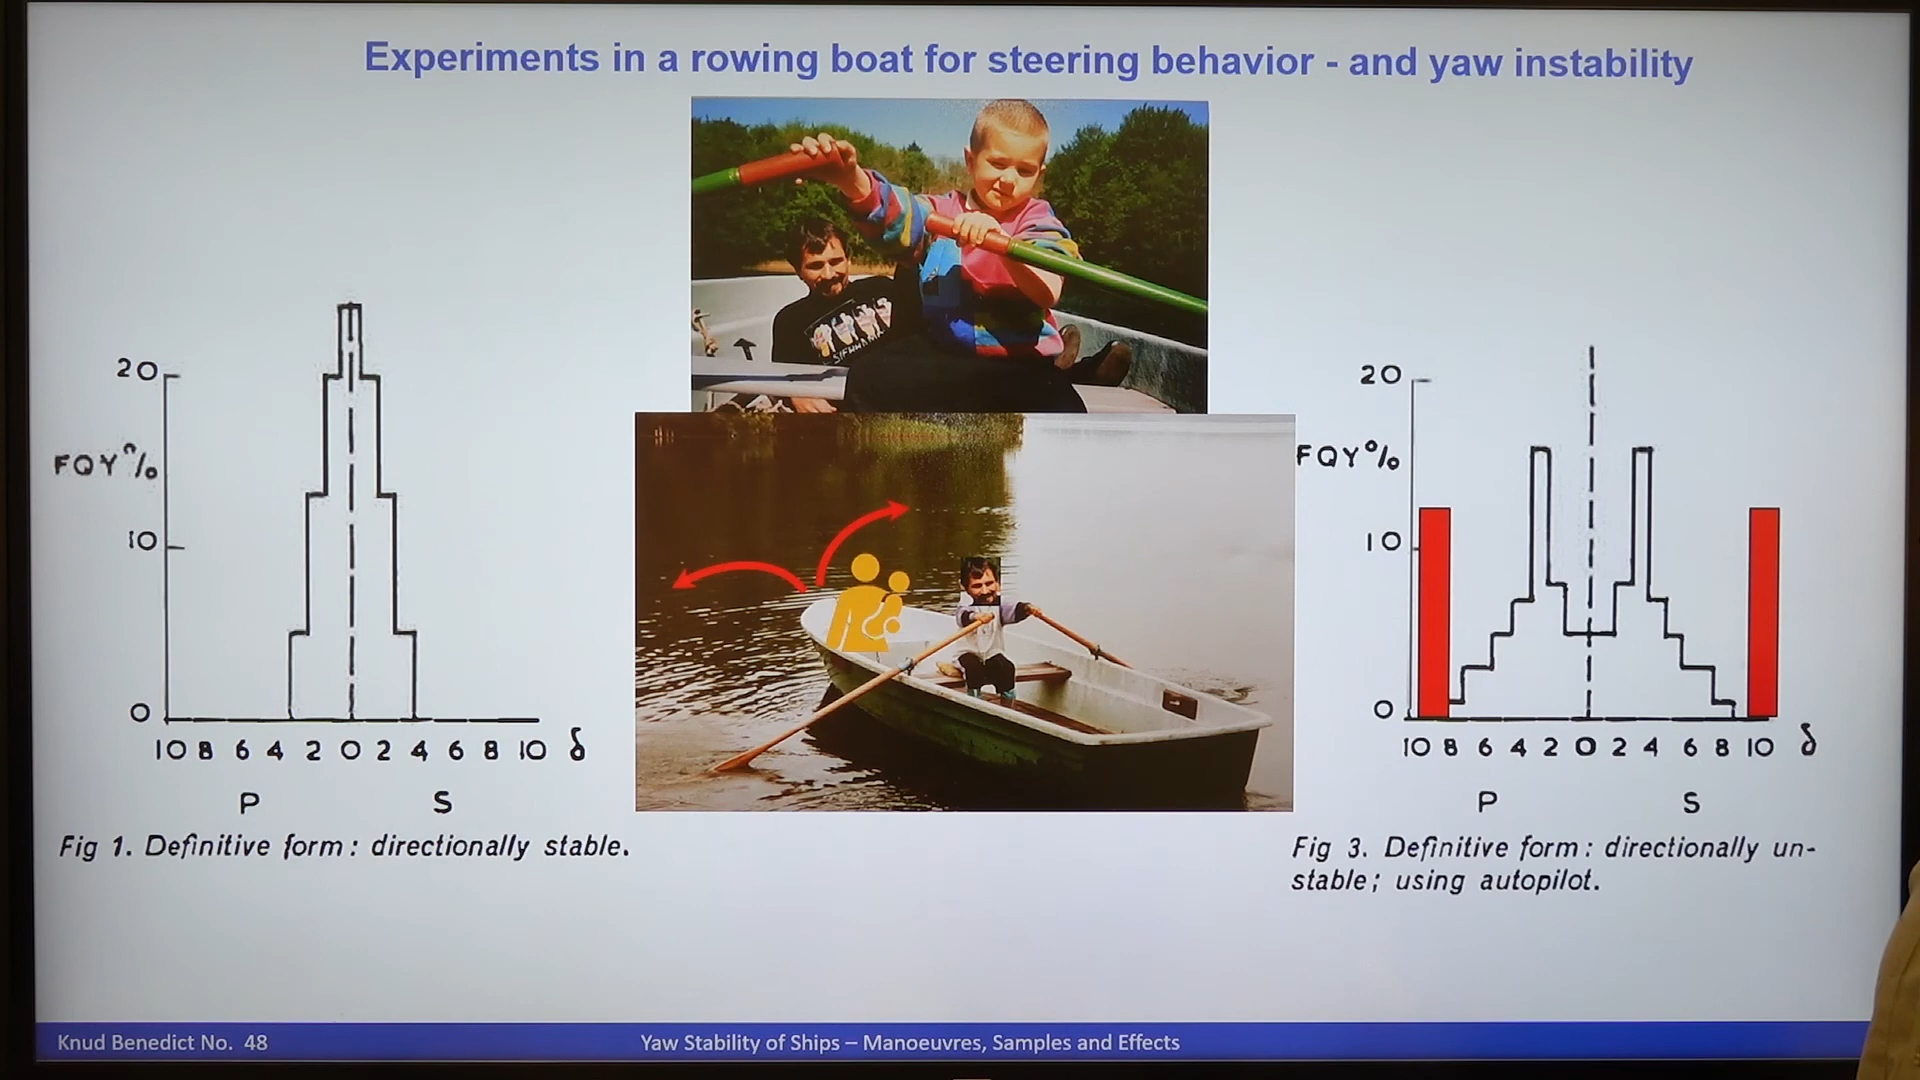 Experiments in a rowing boat for steering behavior - and yaw instability
20
FQY%
10
0
10 8 6 4 2 0 2 4 6 8 10 δ
P S
Fig 1. Definitive form: directionally stable.
20
FQY%
10
0
10 8 6 4 2 0 2 4 6 8 10 δ
P S
Fig 3. Definitive form: directionally un-
stable; using autopilot.
Knud Benedict No. 48
Yaw Stability of Ships – Manoeuvres, Samples and Effects